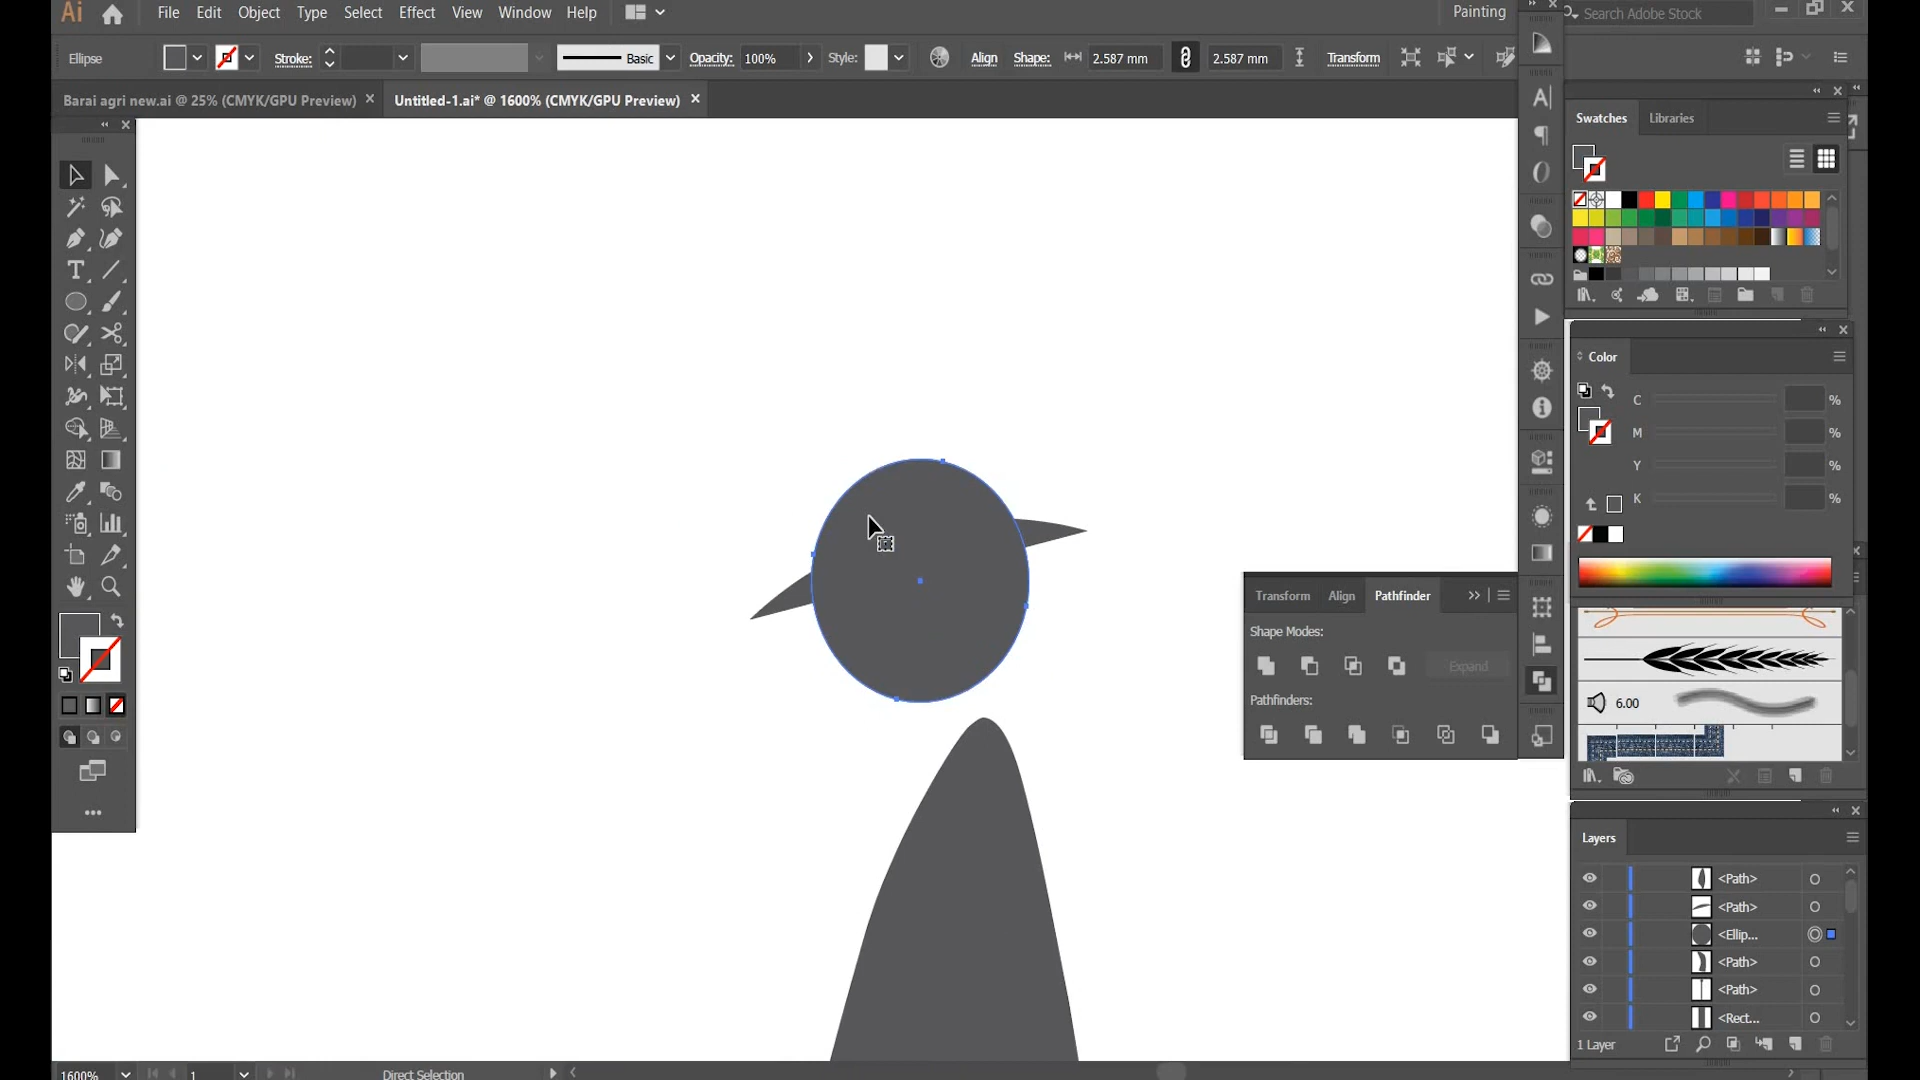 Ai File Edit Object Type Select Effect View Window Help Painting Search Adobe Stock
Ellipse Stroke: Basic Opacity: 100% Style: Align Shape: 2.587 mm 2.587 mm Transform
Barai agri new.ai @ 25% (CMYK/GPU Preview) × Untitled-1.ai* @ 1600% (CMYK/GPU Preview) ×
Swatches Libraries
Color
C %
M %
Y %
K %
Transform Align Pathfinder
Shape Modes:
Expand
Pathfinders:
6.00
Layers
<Path>
<Path>
<Ellip...
<Path>
<Path>
<Rect...
1 Layer
1600% 1 Direct Selection